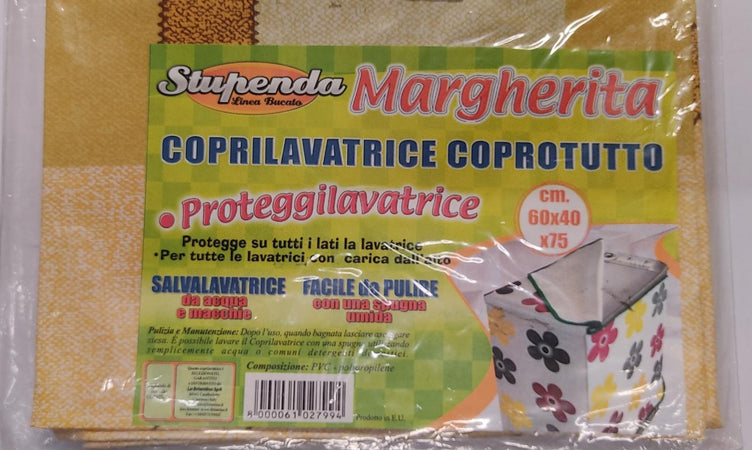 Stupenda
Linea Bucato
Margherita
COPRILAVATRICE COPROTUTTO
• Proteggilavatrice
cm.
60x40
x75
Protege su tutti i lati la lavatrice
•Per tutte le lavatrici con carica dall'alto
SALVALAVATRICE
da acqua
e macchie
FACILE da PULIRE
con una spugna
umida
Pulizia e Manutenzione: Dopo l'uso, quando bagnata lasciare asciugare
stesa. È possibile lavare il Coprilavatrice con una spugna utilizzando
semplicemente acqua o comuni detergenti
Composizione: PVC - poliuropilene
8 000061 027994
Prodotto in E.U.